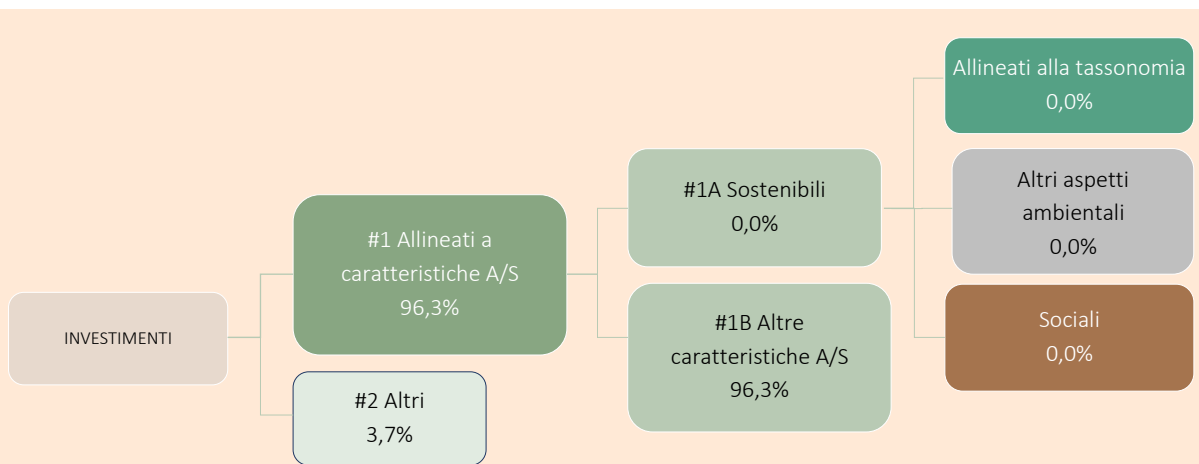 INVESTIMENTI
#1 Allineati a
caratteristiche A/S
96,3%
#2 Altri
3,7%
#1A Sostenibili
0,0%
#1B Altre
caratteristiche A/S
96,3%
Allineati alla tassonomia
0,0%
Altri aspetti
ambientali
0,0%
Sociali
0,0%